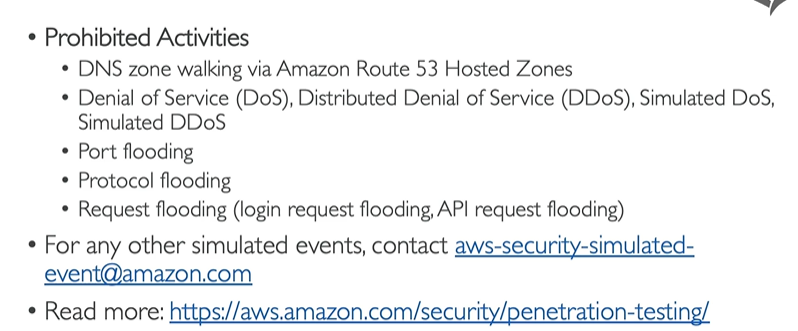 • Prohibited Activities
• DNS zone walking via Amazon Route 53 Hosted Zones
• Denial of Service (DoS), Distributed Denial of Service (DDoS), Simulated DoS,
Simulated DDoS
• Port flooding
• Protocol flooding
• Request flooding (login request flooding, API request flooding)
• For any other simulated events, contact aws-security-simulated-
event@amazon.com
• Read more: https://aws.amazon.com/security/penetration-testing/